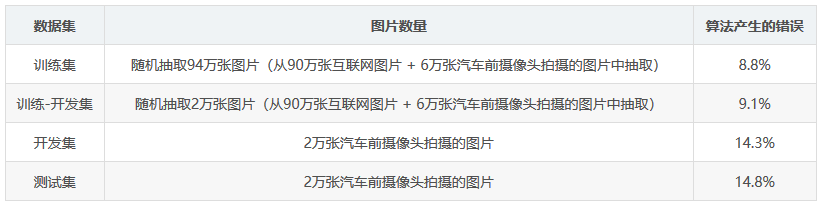 数据集 图片数量 算法产生的错误
训练集 随机抽取94万张图片（从90万张互联网图片 + 6万张汽车前摄像头拍摄的图片中抽取） 8.8%
训练-开发集 随机抽取2万张图片（从90万张互联网图片 + 6万张汽车前摄像头拍摄的图片中抽取） 9.1%
开发集 2万张汽车前摄像头拍摄的图片 14.3%
测试集 2万张汽车前摄像头拍摄的图片 14.8%